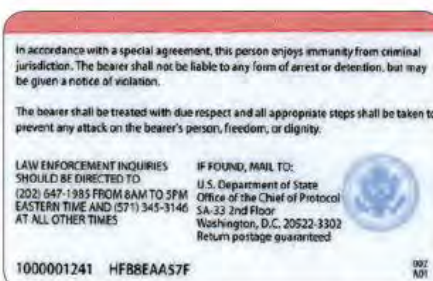 In accordance with a special agreement, this person enjoys immunity from criminal
jurisdiction. The bearer shall not be liable to any form of arrest or detention, but may
be given a notice of violation.
The bearer shall be treated with due respect and all appropriate steps shall be taken to
prevent any attack on the bearer's person, freedom, or dignity.
LAW ENFORCEMENT INQUIRIES
SHOULD BE DIRECTED TO
(202) 647-1985 FROM 8AM TO 5PM
EASTERN TIME AND (571) 345-3146
AT ALL OTHER TIMES
IF FOUND, MAIL TO:
U.S. Department of State
Office of the Chief of Protocol
SA-33 2nd Floor
Washington, D.C. 20522-3302
Return postage guaranteed
1000001241 HFB8EAA57F
002
A01